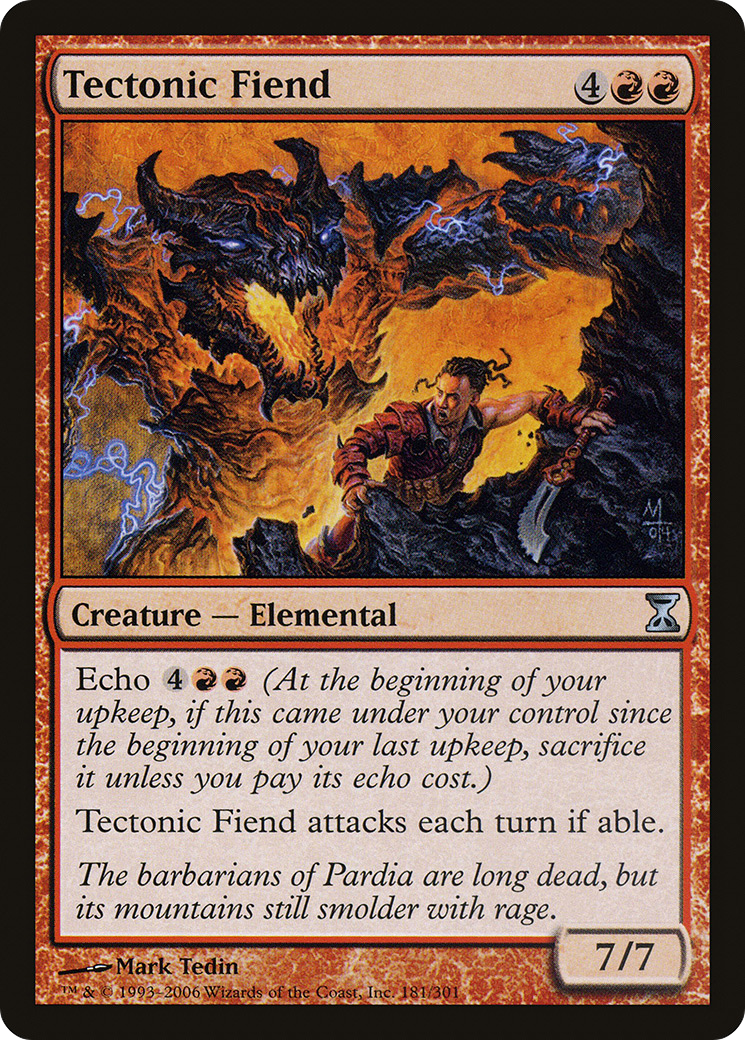 Tectonic Fiend 4
Creature — Elemental
Echo 4 (At the beginning of your
upkeep, if this came under your control since
the beginning of your last upkeep, sacrifice
it unless you pay its echo cost.)
Tectonic Fiend attacks each turn if able.
The barbarians of Pardia are long dead, but
its mountains still smolder with rage.
7/7
Mark Tedin
™ & © 1993–2006 Wizards of the Coast, Inc. 181/301